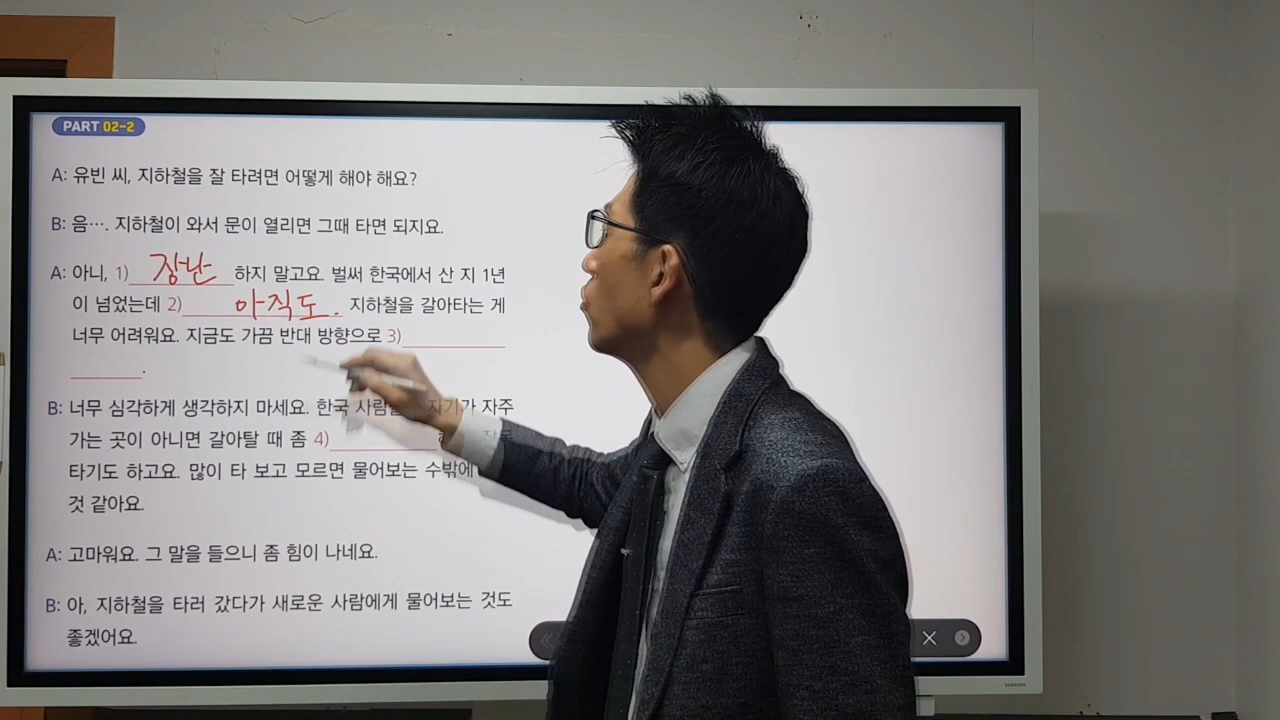 PART 02-2
A: 유빈 씨, 지하철을 잘 타려면 어떻게 해야 해요?
B: 음···. 지하철이 와서 문이 열리면 그때 타면 되지요.
A: 아니, 1) 장난 하지 말고요. 벌써 한국에서 산 지 1년
이 넘었는데 2) 아직도. 지하철을 갈아타는 게
너무 어려워요. 지금도 가끔 반대 방향으로 3)
.
B: 너무 심각하게 생각하지 마세요. 한국 자기가 자주
가는 곳이 아니면 갈아탈 때 좀 4)
타기도 하고요. 많이 타 보고 모르면 물어보는 수밖에
것 같아요.
A: 고마워요. 그 말을 들으니 좀 힘이 나네요.
B: 아, 지하철을 타러 갔다가 새로운 사람에게 물어보는 것도
좋겠어요.
SAMSUNG